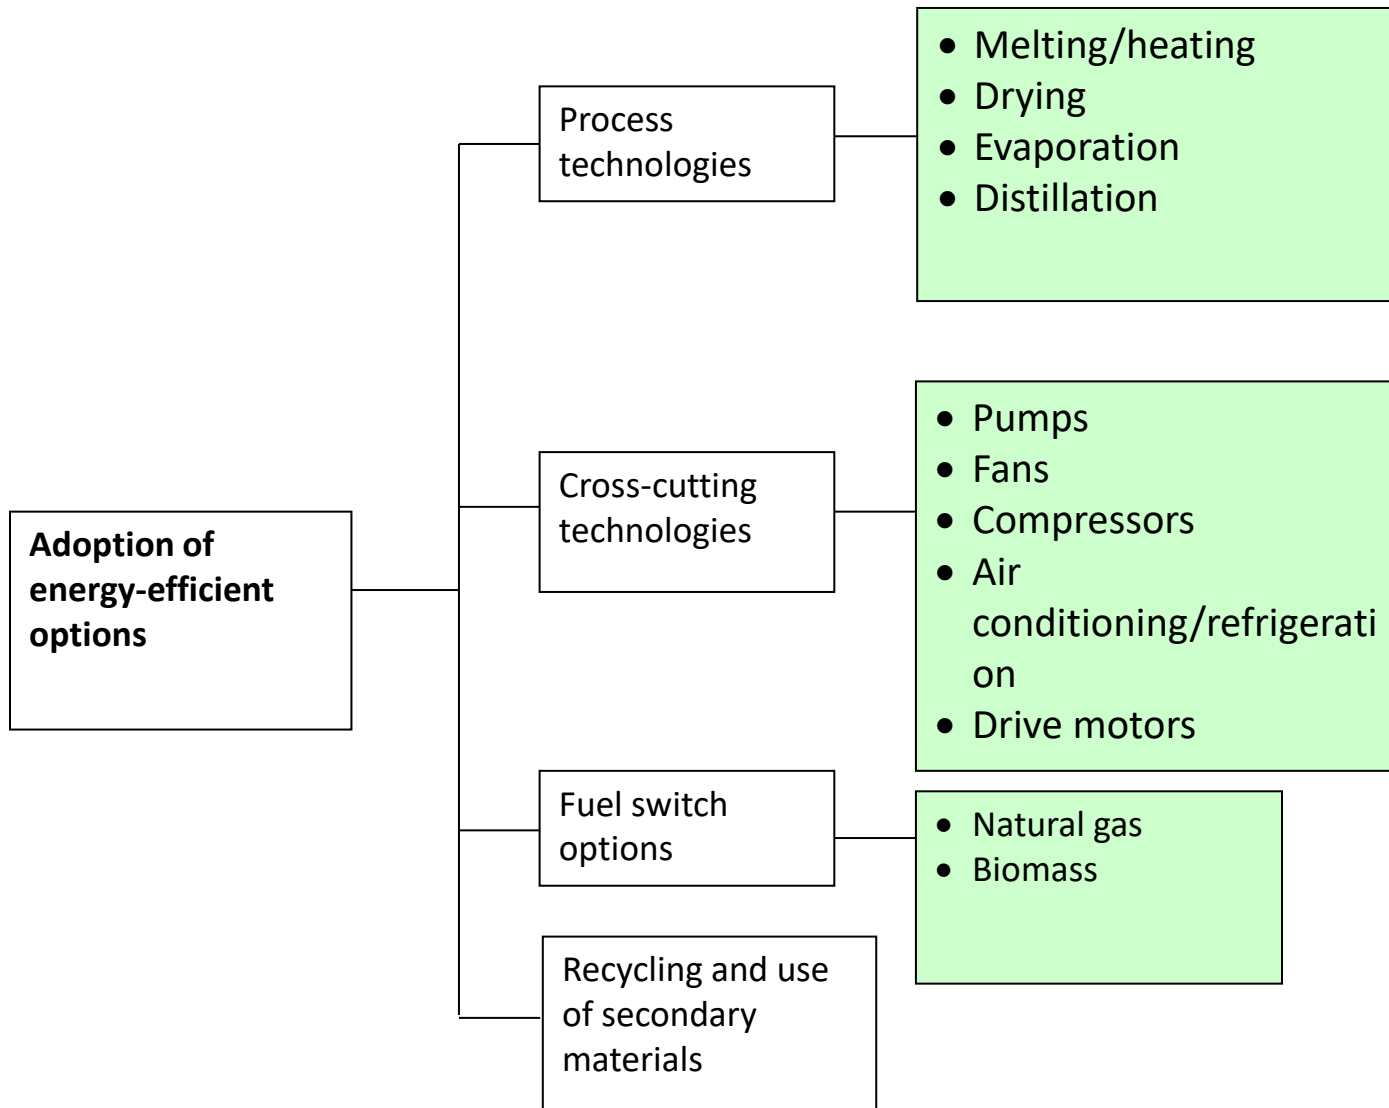 Adoption of
energy-efficient
options
Process
technologies
• Melting/heating
• Drying
• Evaporation
• Distillation
Cross-cutting
technologies
• Pumps
• Fans
• Compressors
• Air
conditioning/refrigerati
on
• Drive motors
Fuel switch
options
• Natural gas
• Biomass
Recycling and use
of secondary
materials